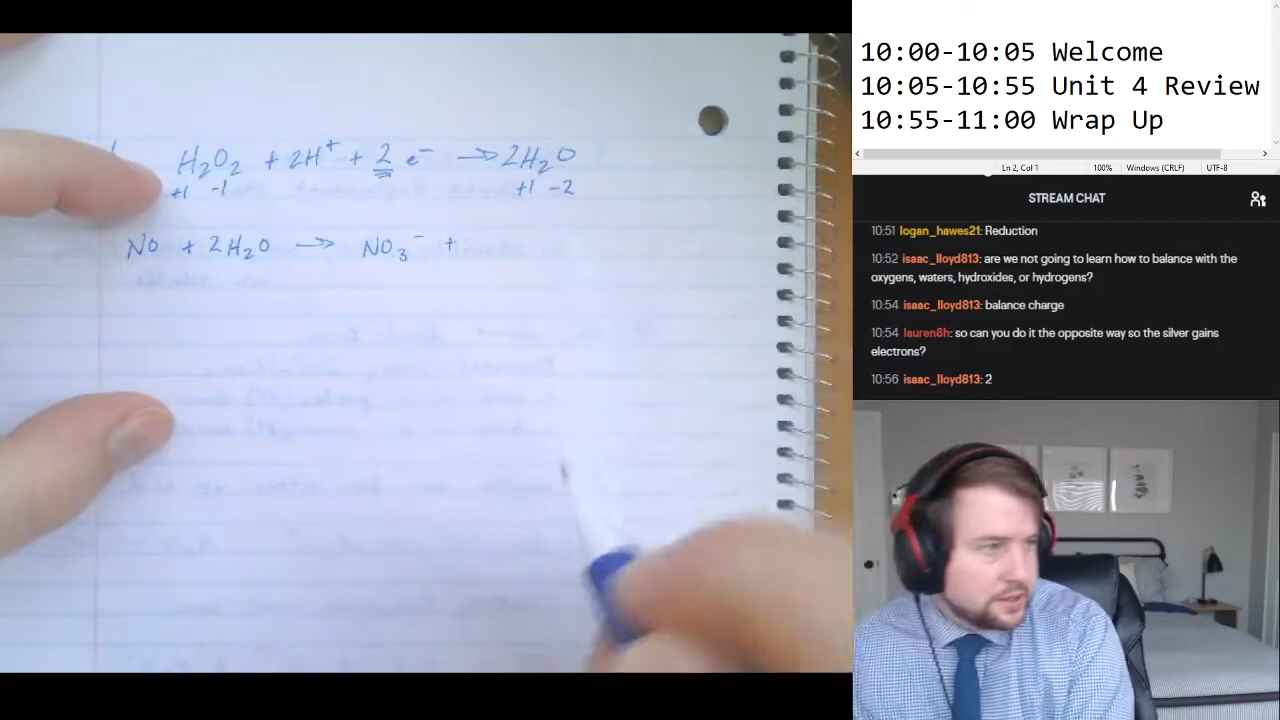 H₂O₂ + 2H⁺ + 2 e⁻ → 2H₂O
+1 -1 +1 -2
NO + 2H₂O → NO₃⁻ +
10:00-10:05 Welcome
10:05-10:55 Unit 4 Review
10:55-11:00 Wrap Up
Ln 2, Col 1 100% Windows (CRLF) UTF-8
STREAM CHAT
10:51 logan_hawes21: Reduction
10:52 isaac_lloyd813: are we not going to learn how to balance with the
oxygens, waters, hydroxides, or hydrogens?
10:54 isaac_lloyd813: balance charge
10:54 lauren8h: so can you do it the opposite way so the silver gains
electrons?
10:56 isaac_lloyd813: 2